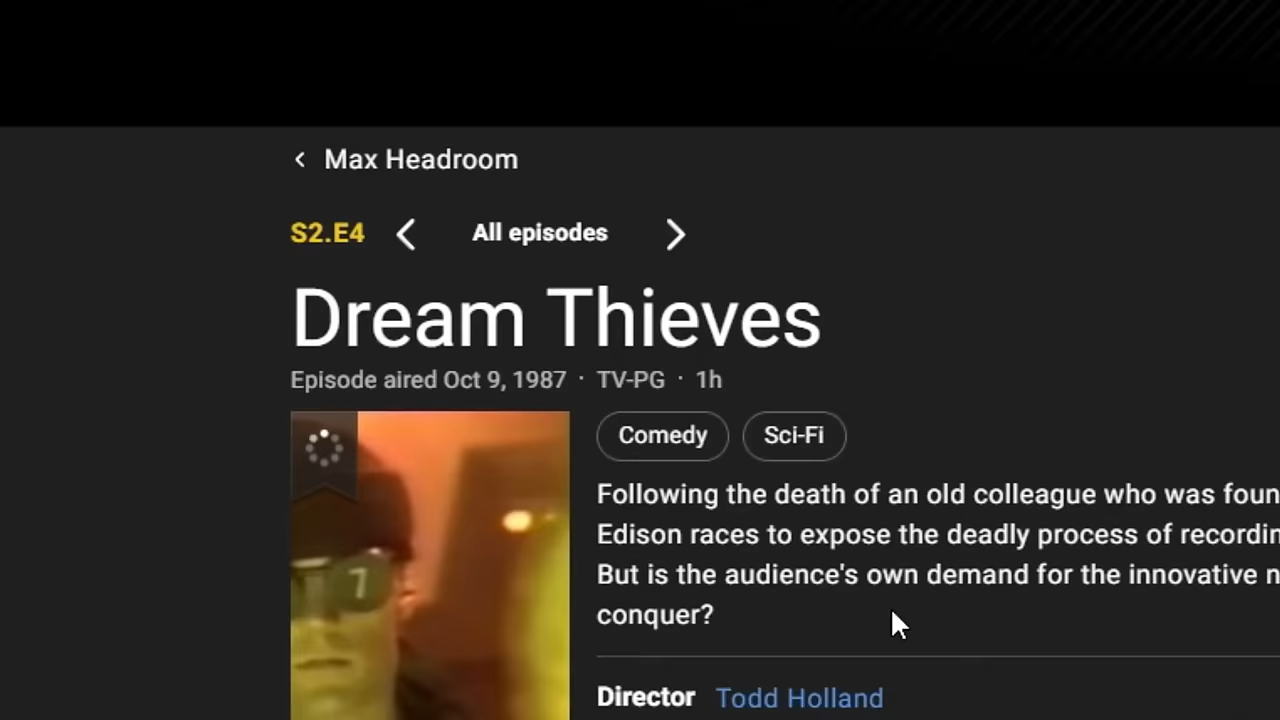 Max Headroom
S2.E4 All episodes
Dream Thieves
Episode aired Oct 9, 1987 · TV-PG · 1h
Comedy Sci-Fi
Following the death of an old colleague who was foun
Edison races to expose the deadly process of recordin
But is the audience's own demand for the innovative n
conquer?
Director Todd Holland
7